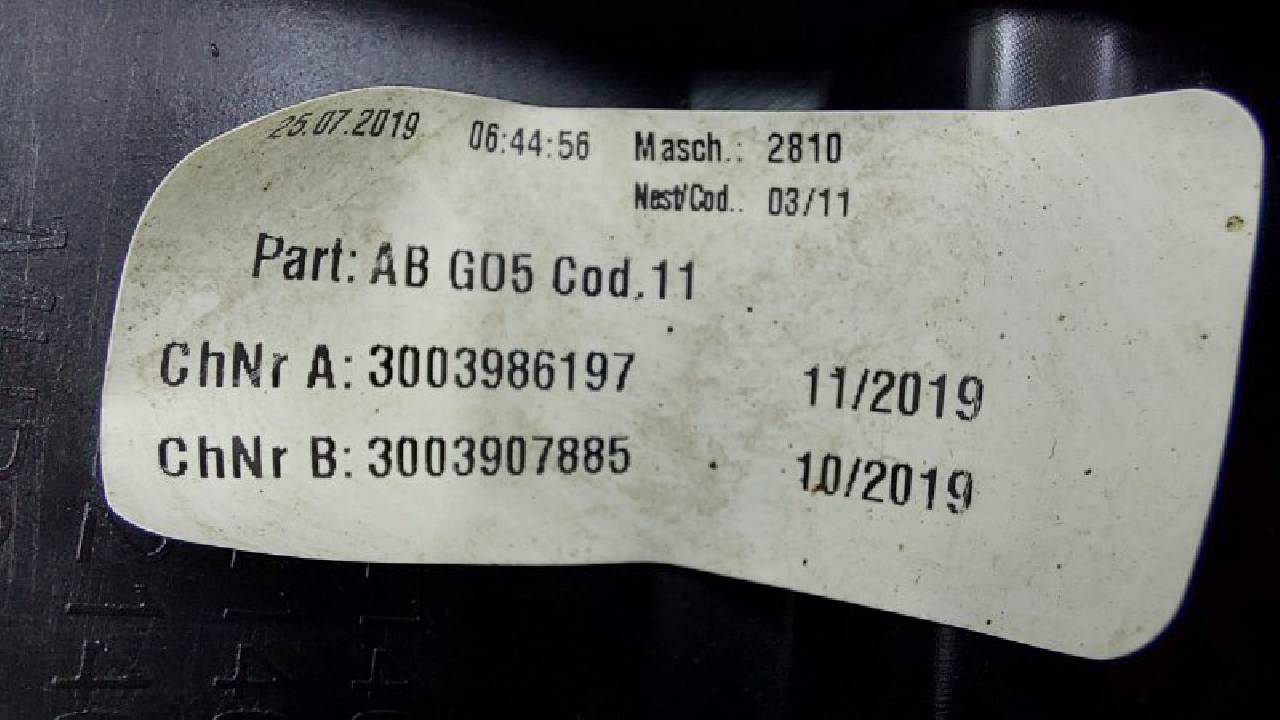 25.07.2019 06:44:56 Masch.: 2810
Nest/Cod.. 03/11
Part: AB G05 Cod.11
ChNr A: 3003986197 11/2019
ChNr B: 3003907885 10/2019